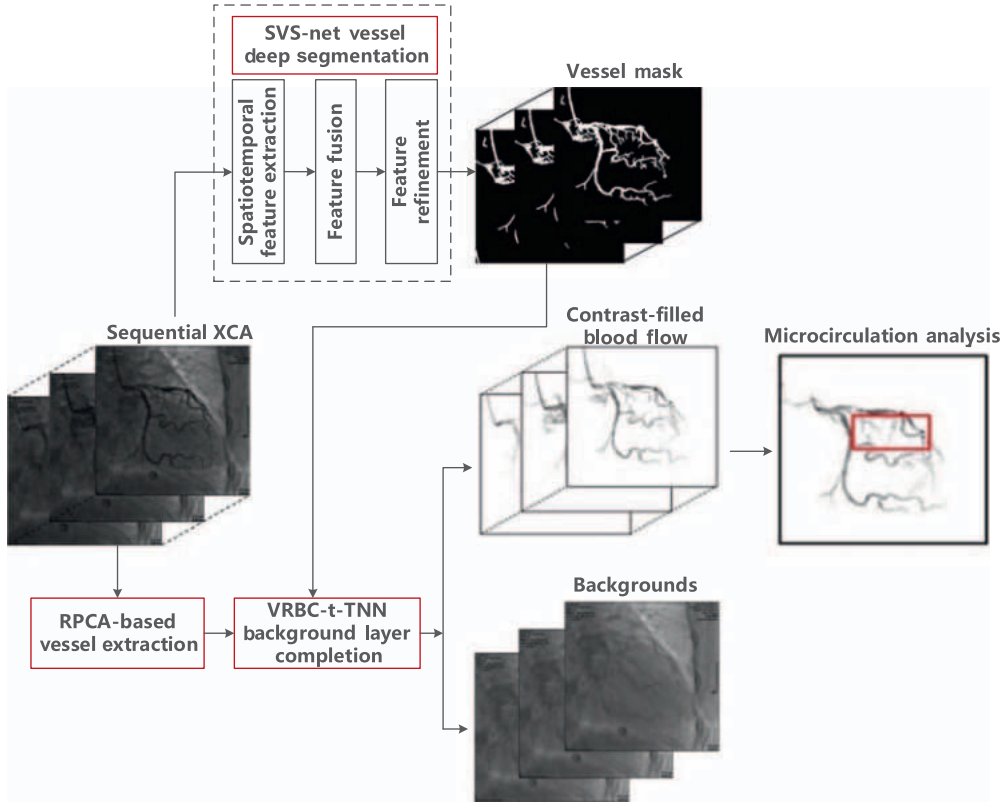 SVS-net vessel
deep segmentation
Spatiotemporal
feature extraction
Feature fusion
Feature
refinement
Vessel mask
Sequential XCA
Contrast-filled
blood flow
Microcirculation analysis
RPCA-based
vessel extraction
VRBC-t-TNN
background layer
completion
Backgrounds